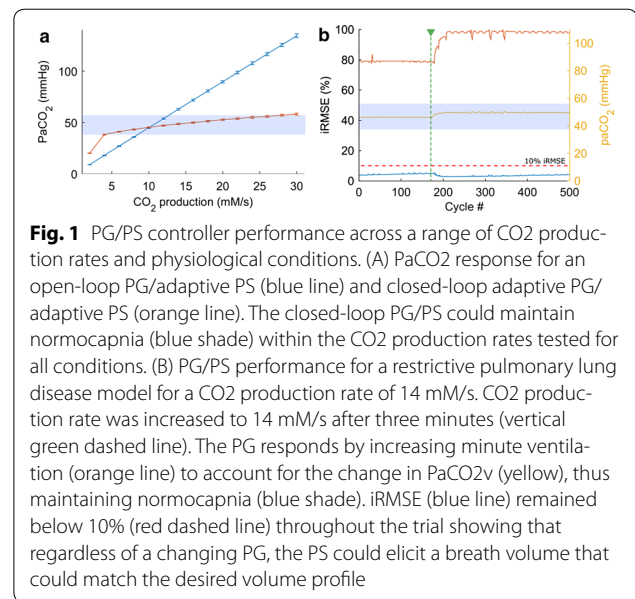 a
b
PaCO2 (mmHg)
100
50
0
5
10
15
20
25
30
CO2 production (mM/s)
iRMSE (%)
100
80
60
40
20
0
10% iRMSE
0
100
200
300
400
500
Cycle #
100
80
60
40
20
0
paCO2 (mmHg)
Fig. 1 PG/PS controller performance across a range of CO2 produc-
tion rates and physiological conditions. (A) PaCO2 response for an
open-loop PG/adaptive PS (blue line) and closed-loop adaptive PG/
adaptive PS (orange line). The closed-loop PG/PS could maintain
normocapnia (blue shade) within the CO2 production rates tested for
all conditions. (B) PG/PS performance for a restrictive pulmonary lung
disease model for a CO2 production rate of 14 mM/s. CO2 produc-
tion rate was increased to 14 mM/s after three minutes (vertical
green dashed line). The PG responds by increasing minute ventila-
tion (orange line) to account for the change in PaCO2v (yellow), thus
maintaining normocapnia (blue shade). iRMSE (blue line) remained
below 10% (red dashed line) throughout the trial showing that
regardless of a changing PG, the PS could elicit a breath volume that
could match the desired volume profile